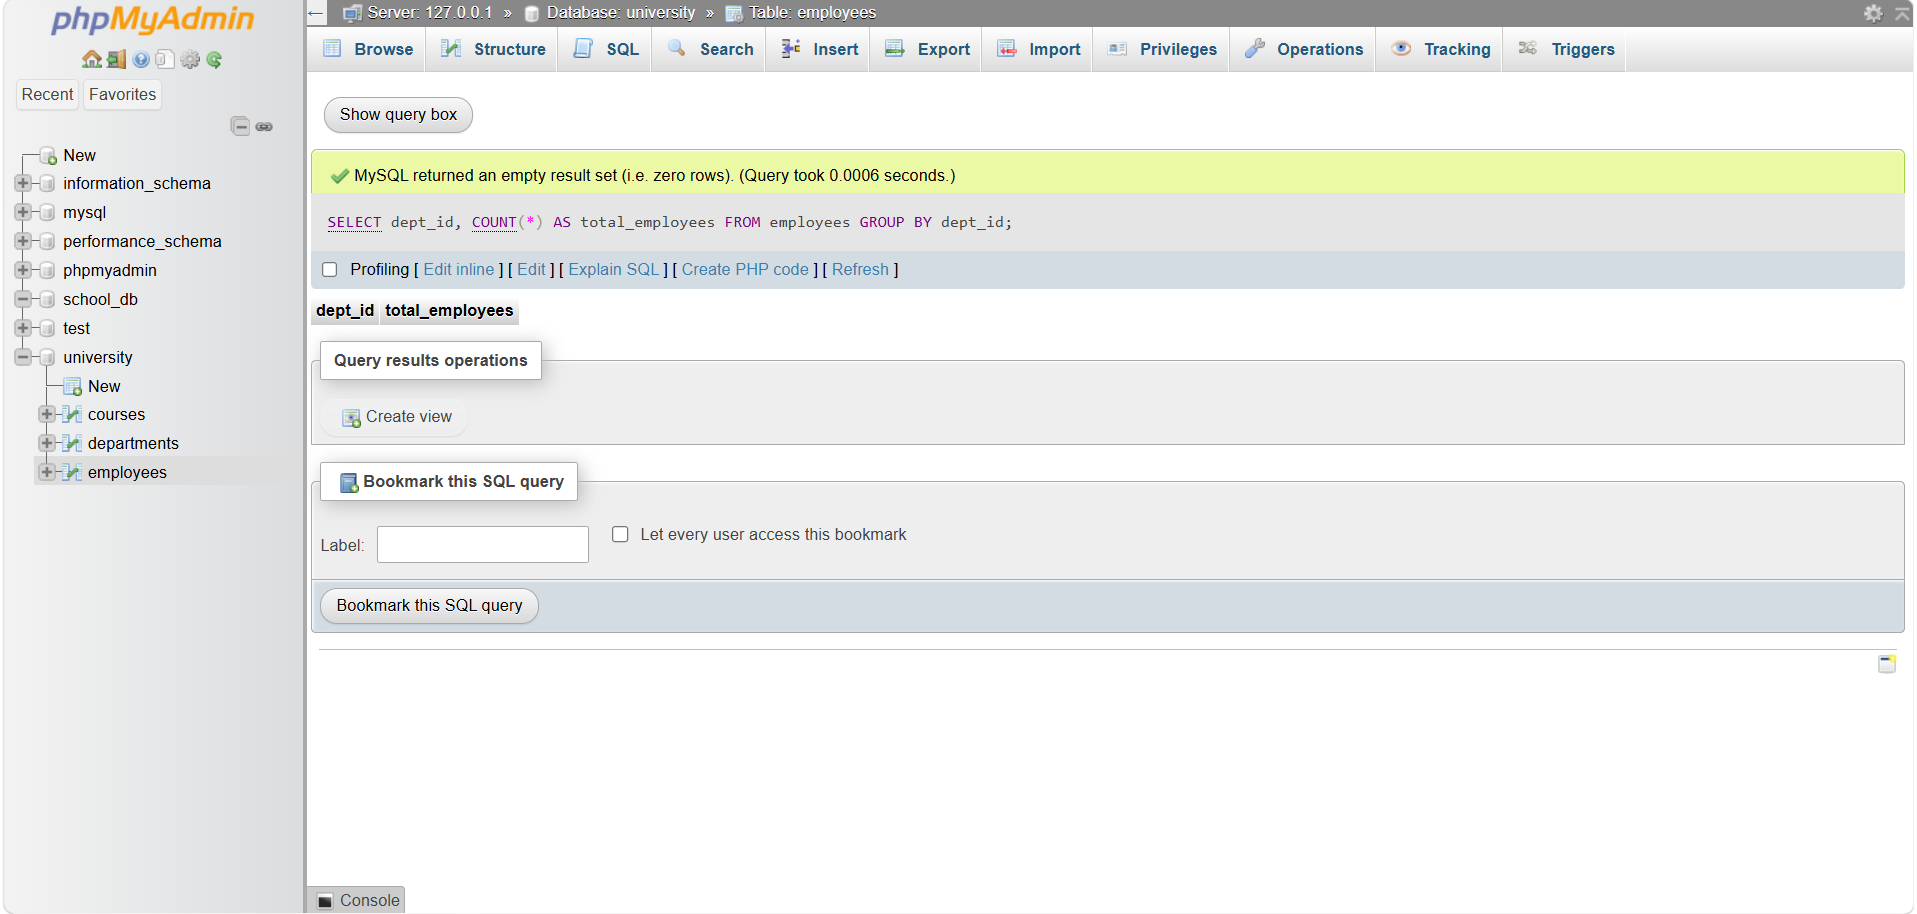 phpMyAdmin
Recent Favorites
New
information_schema
mysql
performance_schema
phpmyadmin
school_db
test
university
New
courses
departments
employees
← Server: 127.0.0.1 » Database: university » Table: employees
Browse Structure SQL Search Insert Export Import Privileges Operations Tracking Triggers
Show query box
MySQL returned an empty result set (i.e. zero rows). (Query took 0.0006 seconds.)
SELECT dept_id, COUNT(*) AS total_employees FROM employees GROUP BY dept_id;
Profiling [ Edit inline ] [ Edit ] [ Explain SQL ] [ Create PHP code ] [ Refresh ]
dept_id total_employees
Query results operations
Create view
Bookmark this SQL query
Label: Let every user access this bookmark
Bookmark this SQL query
Console